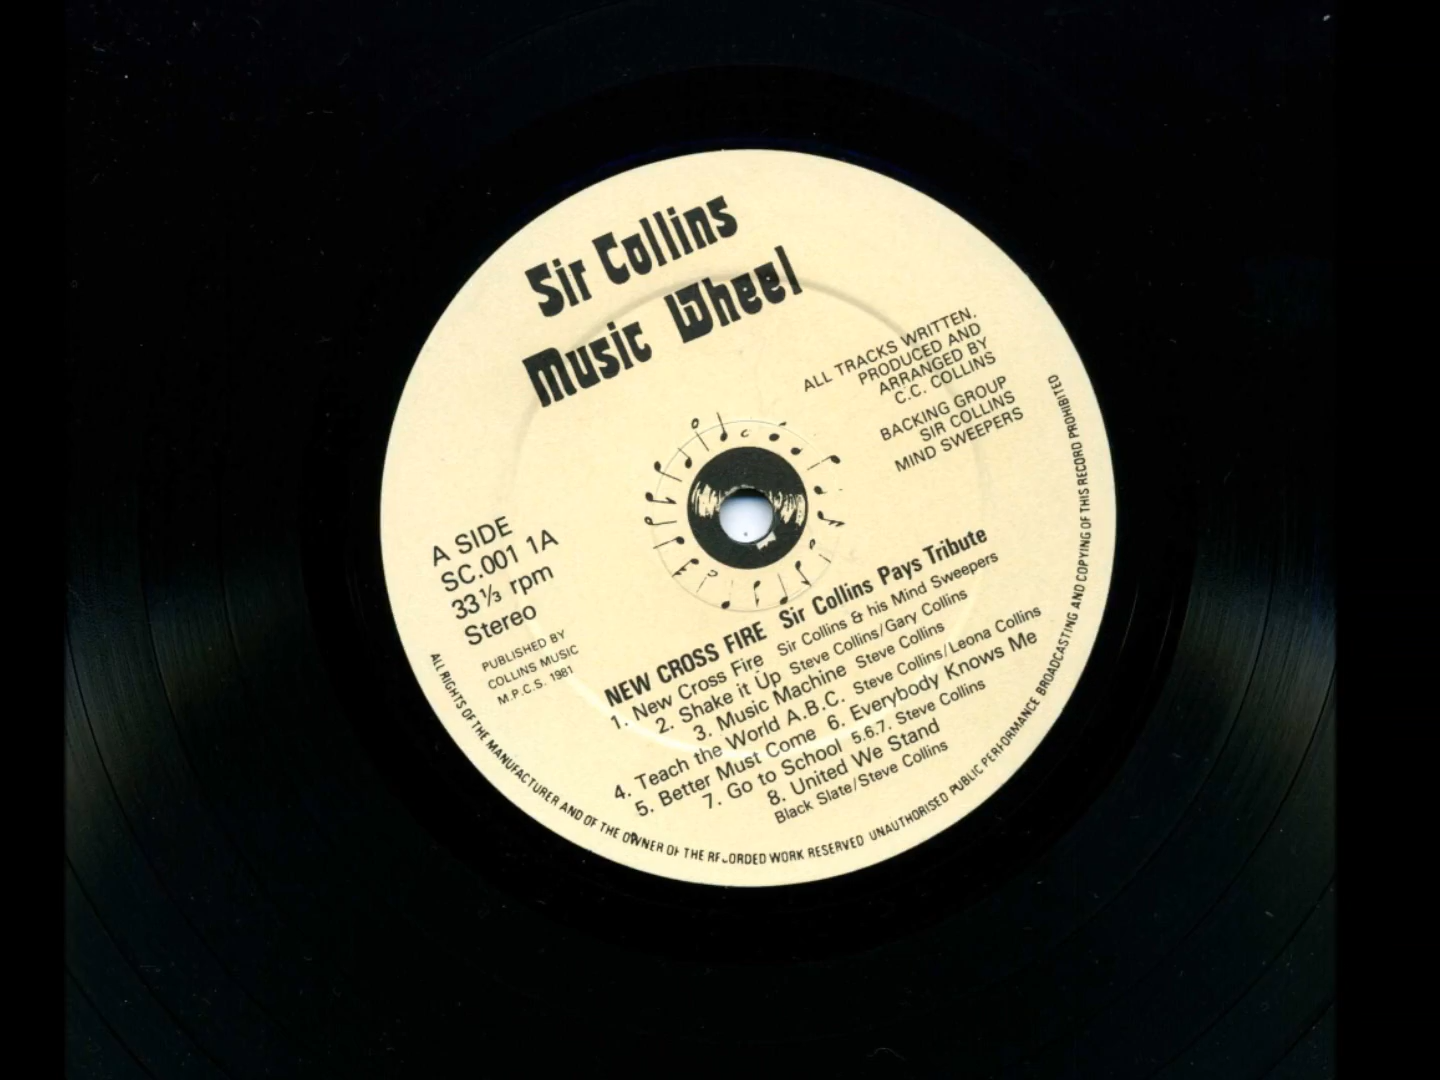 Sir Collins
Music Wheel
ALL TRACKS WRITTEN,
PRODUCED AND
ARRANGED BY
C.C. COLLINS
BACKING GROUP
SIR COLLINS
MIND SWEEPERS
A SIDE
SC.001 1A
33⅓ rpm
Stereo
PUBLISHED BY
COLLINS MUSIC
M.P.C.S. 1981
NEW CROSS FIRE Sir Collins Pays Tribute
1. New Cross Fire Sir Collins & his Mind Sweepers
2. Shake it Up Steve Collins/Gary Collins
3. Music Machine Steve Collins
4. Teach the World A.B.C. Steve Collins/Leona Collins
5. Better Must Come 6. Everybody Knows Me
7. Go to School 5.6.7. Steve Collins
8. United We Stand
Black Slate/Steve Collins
ALL RIGHTS OF THE MANUFACTURER AND OF THE OWNER OF THE RECORDED WORK RESERVED UNAUTHORISED PUBLIC PERFORMANCE BROADCASTING AND COPYING OF THIS RECORD PROHIBITED